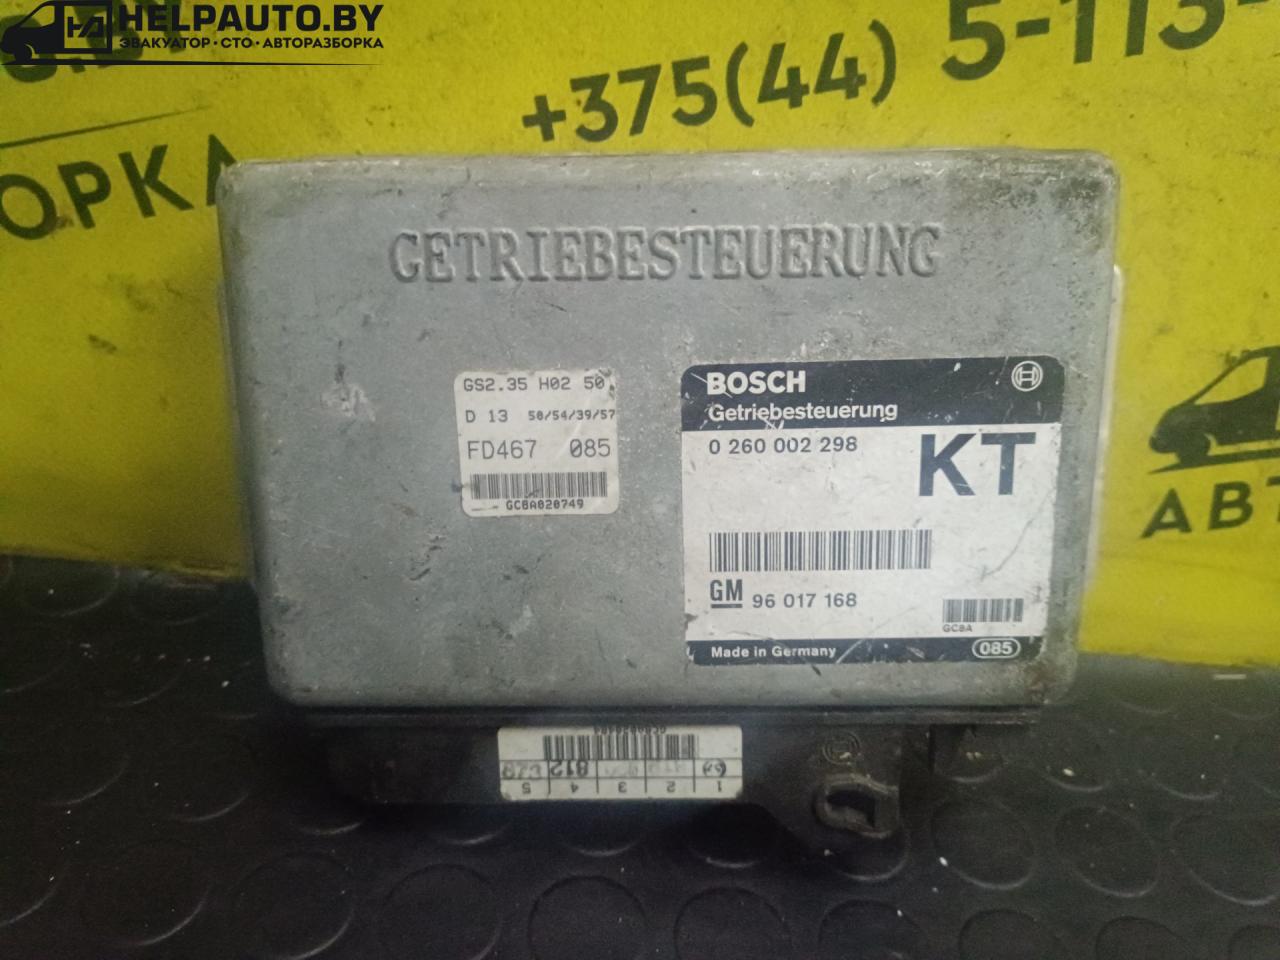 HELPAUTO.BY
ЭВАКУАТОР•СТО•АВТОРАЗБОРКА
+375(44) 5-113-
ОРКА
GETRIEBESTEUERUNG
GS2.35 H02 50
D 13 50/54/39/57
FD467 085
GC8A020749
BOSCH
Getriebesteuerung
0 260 002 298
KT
GM 96 017 168
GC8A
Made in Germany
085
АВТ
812
1 2 3 4 5